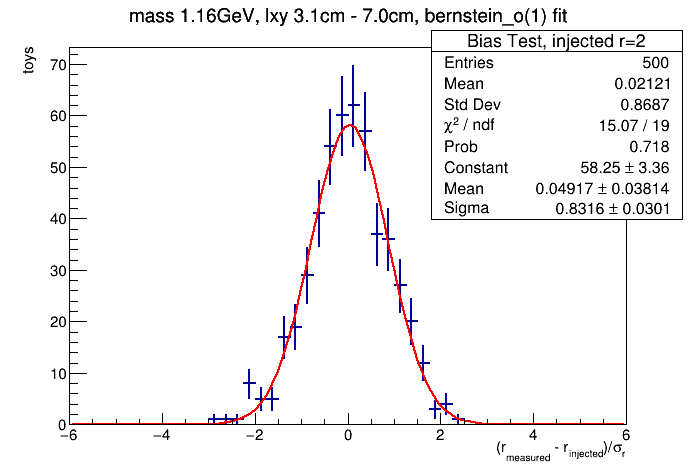 mass 1.16GeV, lxy 3.1cm - 7.0cm, bernstein_o(1) fit
Bias Test, injected r=2
Entries 500
Mean 0.02121
Std Dev 0.8687
χ² / ndf 15.07 / 19
Prob 0.718
Constant 58.25 ± 3.36
Mean 0.04917 ± 0.03814
Sigma 0.8316 ± 0.0301
toys
70
60
50
40
30
20
10
0
−6 −4 −2 0 2 4 6
(r_measured - r_injected)/σ_r